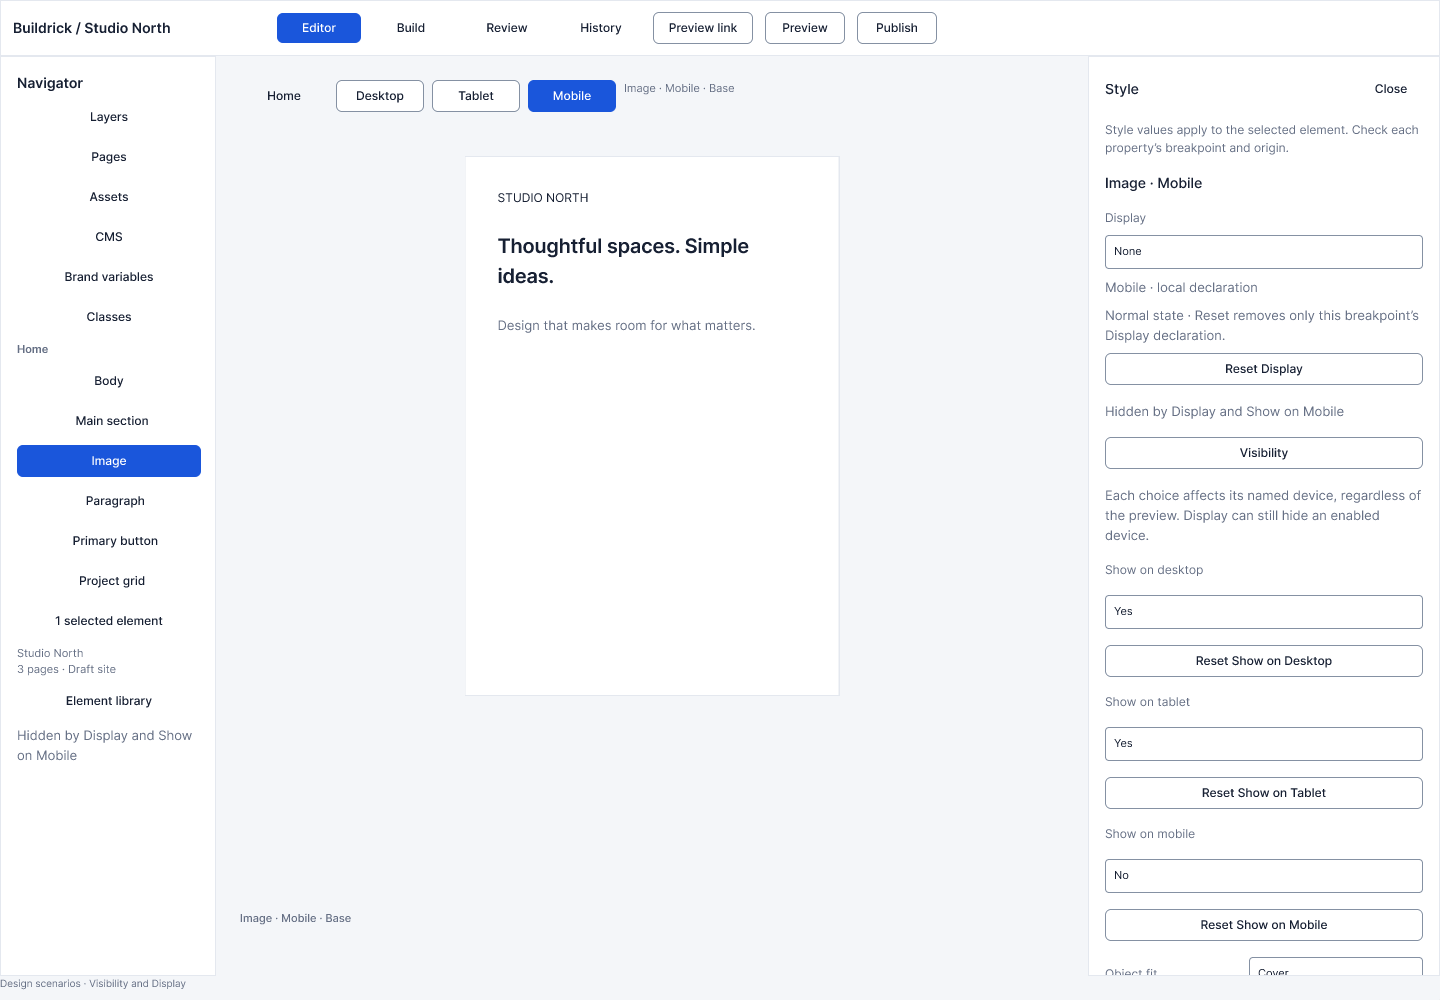 Buildrick / Studio North
Editor
Build
Review
History
Preview link
Preview
Publish
Navigator
Layers
Pages
Assets
CMS
Brand variables
Classes
Home
Body
Main section
Image
Paragraph
Primary button
Project grid
1 selected element
Studio North
3 pages · Draft site
Element library
Hidden by Display and Show
on Mobile
Home
Desktop
Tablet
Mobile
Image · Mobile · Base
STUDIO NORTH
Thoughtful spaces. Simple
ideas.
Design that makes room for what matters.
Image · Mobile · Base
Style
Close
Style values apply to the selected element. Check each
property’s breakpoint and origin.
Image · Mobile
Display
None
Mobile · local declaration
Normal state · Reset removes only this breakpoint’s
Display declaration.
Reset Display
Hidden by Display and Show on Mobile
Visibility
Each choice affects its named device, regardless of
the preview. Display can still hide an enabled
device.
Show on desktop
Yes
Reset Show on Desktop
Show on tablet
Yes
Reset Show on Tablet
Show on mobile
No
Reset Show on Mobile
Object fit
Cover
Design scenarios · Visibility and Display